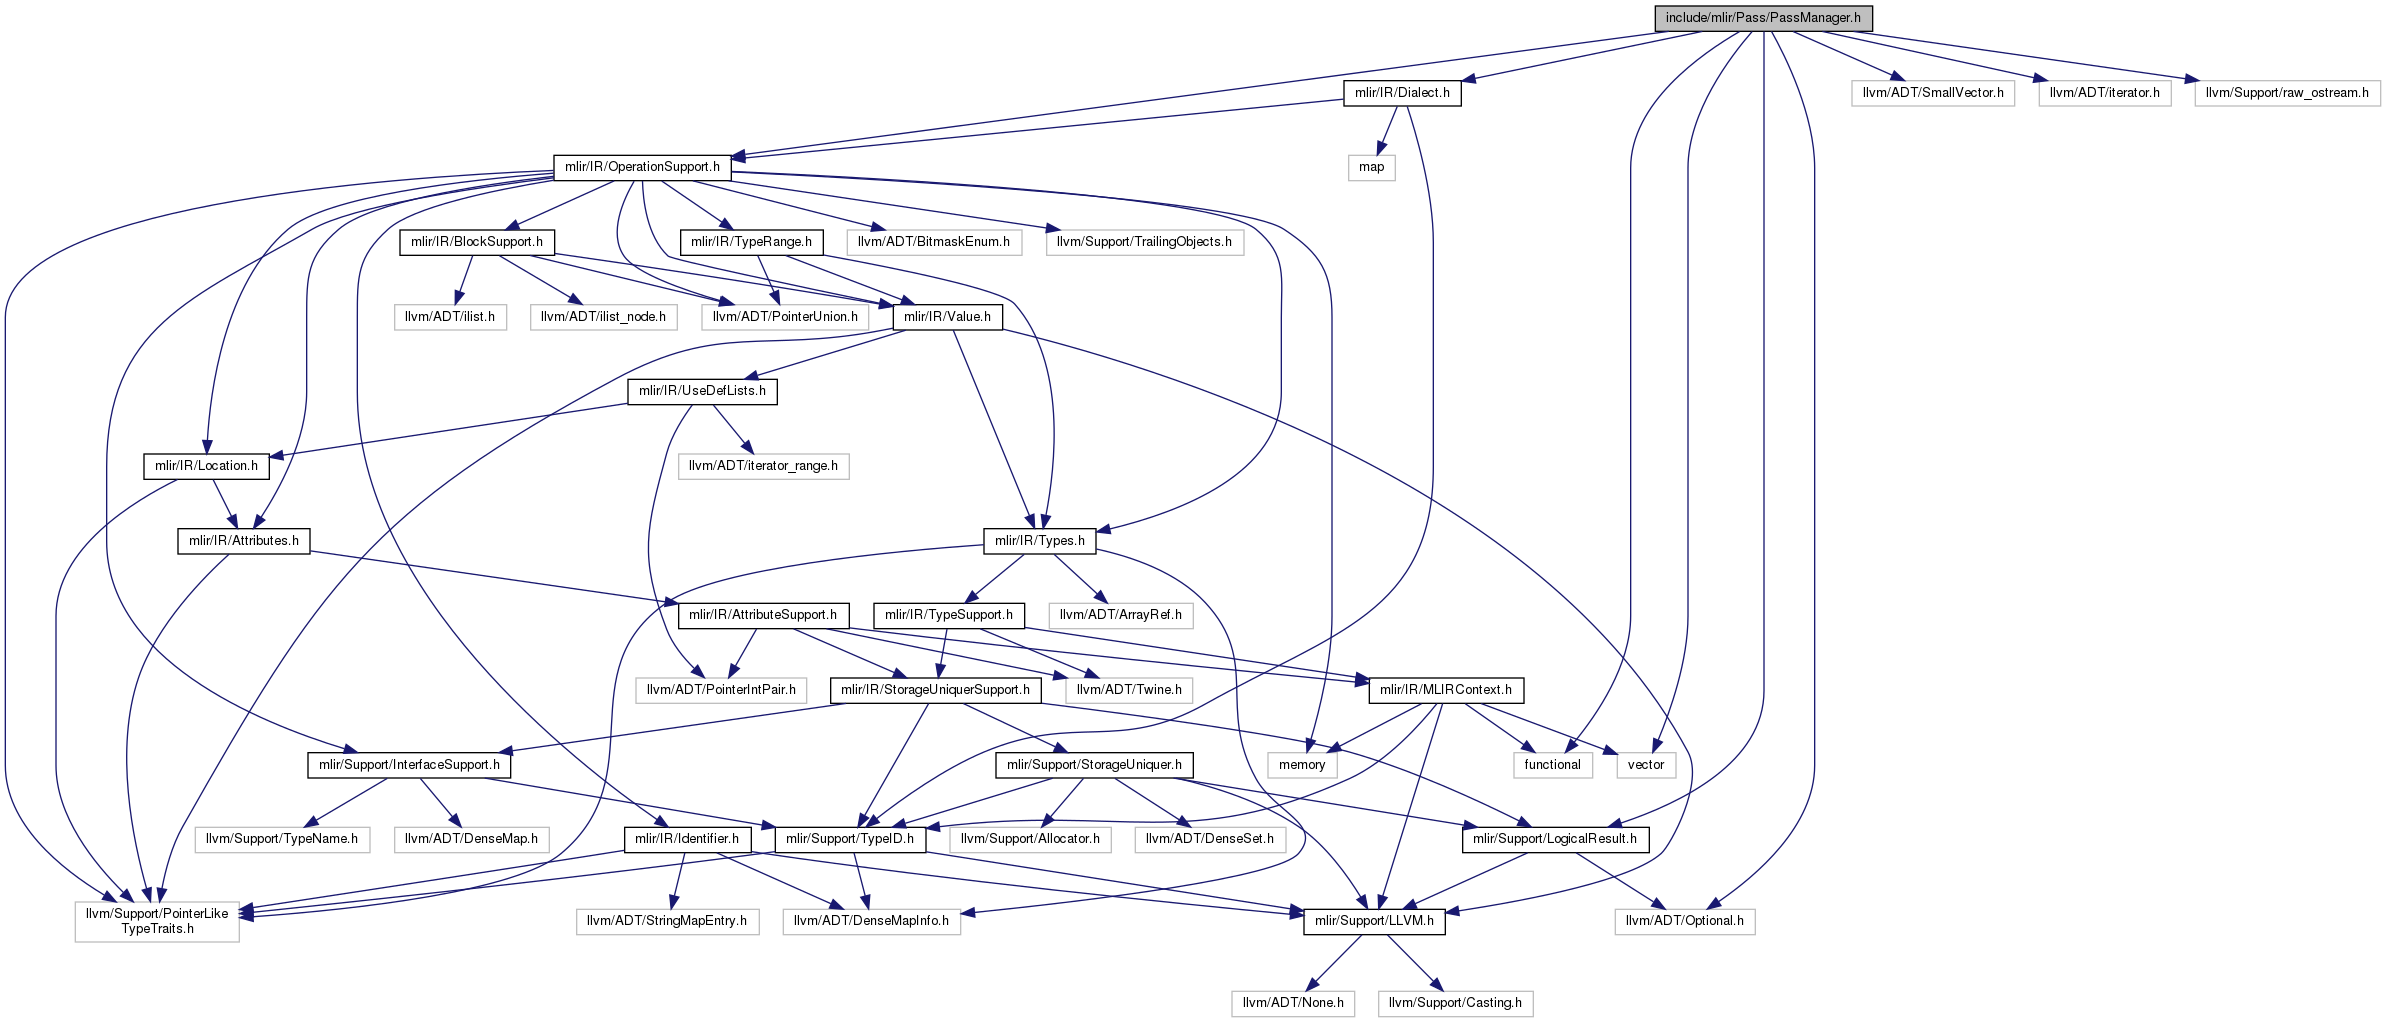 include/mlir/Pass/PassManager.h
mlir/IR/Dialect.h
llvm/ADT/SmallVector.h
llvm/ADT/iterator.h
llvm/Support/raw_ostream.h
mlir/IR/OperationSupport.h
map
mlir/IR/BlockSupport.h
mlir/IR/TypeRange.h
llvm/ADT/BitmaskEnum.h
llvm/Support/TrailingObjects.h
llvm/ADT/ilist.h
llvm/ADT/ilist_node.h
llvm/ADT/PointerUnion.h
mlir/IR/Value.h
mlir/IR/UseDefLists.h
mlir/IR/Location.h
llvm/ADT/iterator_range.h
mlir/IR/Attributes.h
mlir/IR/Types.h
mlir/IR/AttributeSupport.h
mlir/IR/TypeSupport.h
llvm/ADT/ArrayRef.h
llvm/ADT/PointerIntPair.h
mlir/IR/StorageUniquerSupport.h
llvm/ADT/Twine.h
mlir/IR/MLIRContext.h
mlir/Support/InterfaceSupport.h
mlir/Support/StorageUniquer.h
memory
functional
vector
llvm/Support/TypeName.h
llvm/ADT/DenseMap.h
mlir/IR/Identifier.h
mlir/Support/TypeID.h
llvm/Support/Allocator.h
llvm/ADT/DenseSet.h
mlir/Support/LogicalResult.h
llvm/Support/PointerLike
TypeTraits.h
llvm/ADT/StringMapEntry.h
llvm/ADT/DenseMapInfo.h
mlir/Support/LLVM.h
llvm/ADT/Optional.h
llvm/ADT/None.h
llvm/Support/Casting.h